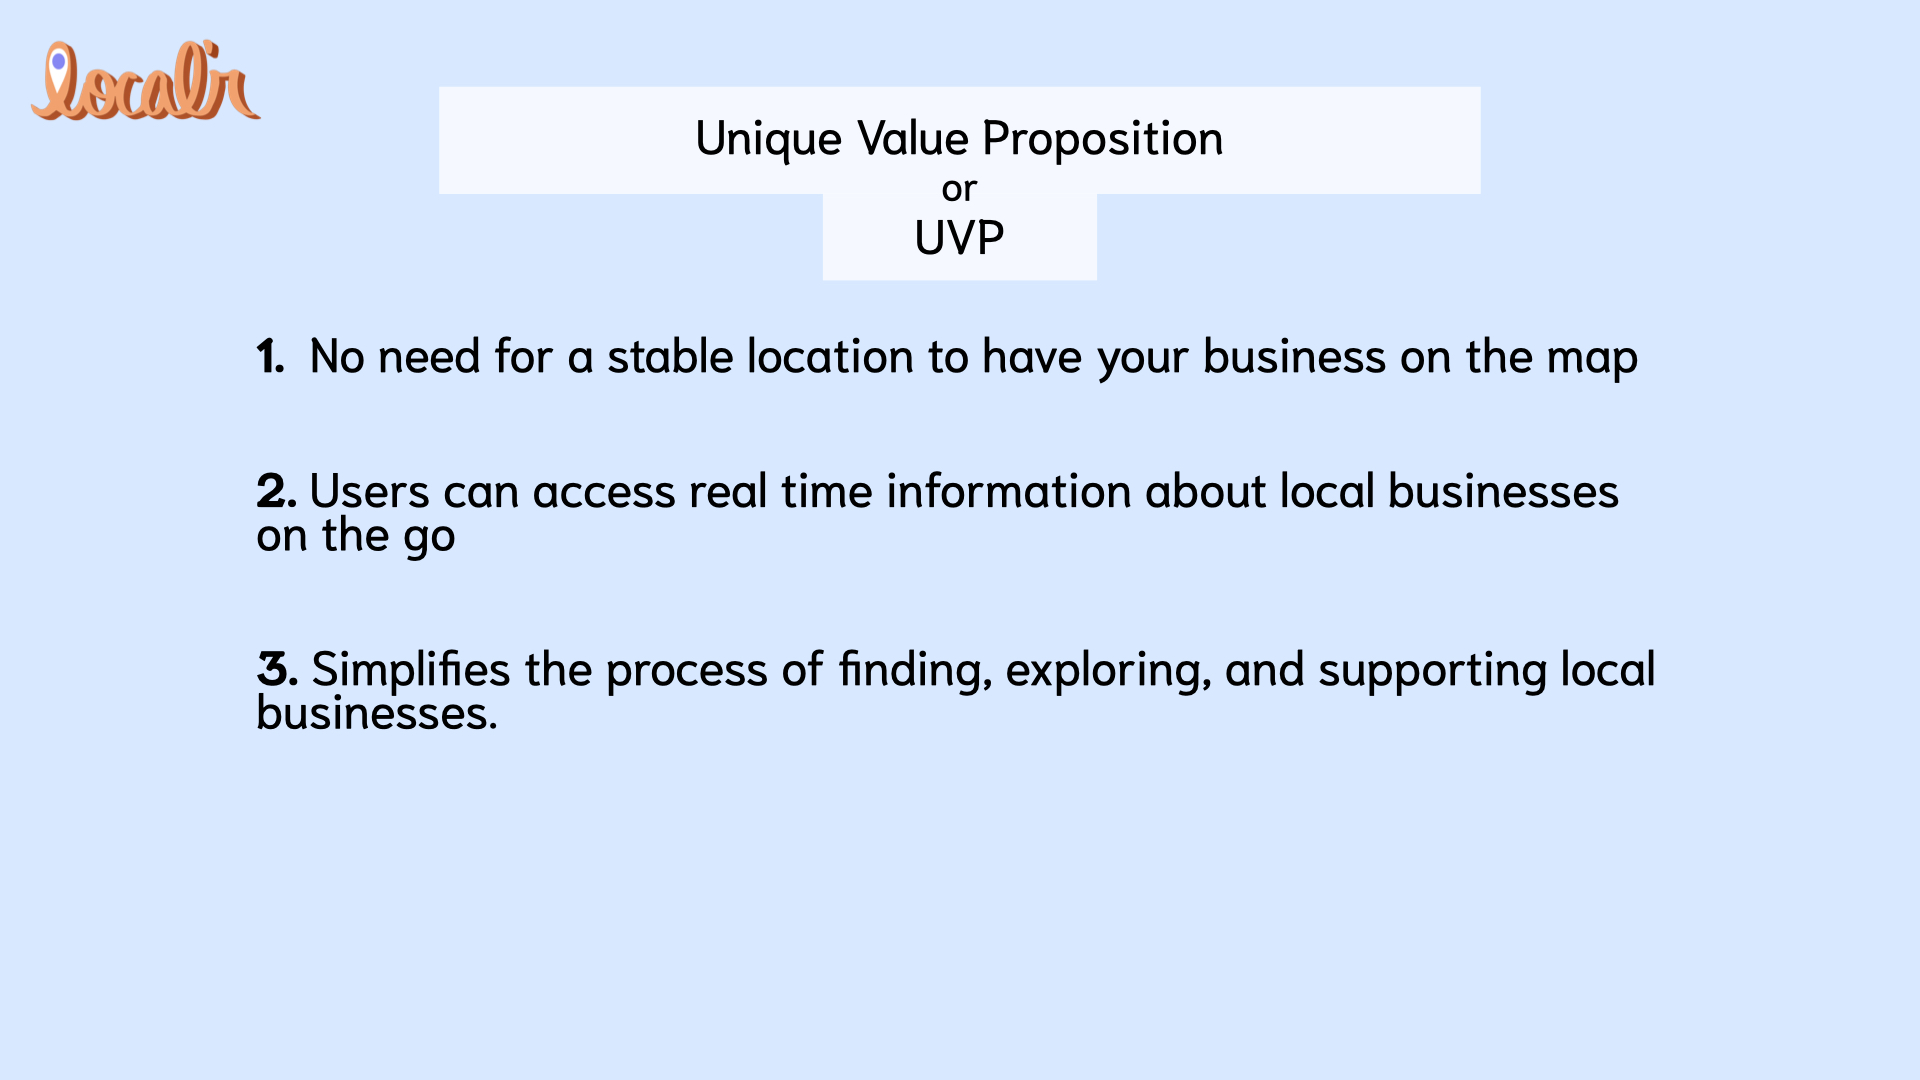 localir
Unique Value Proposition
or
UVP
1. No need for a stable location to have your business on the map
2. Users can access real time information about local businesses
on the go
3. Simplifies the process of finding, exploring, and supporting local
businesses.